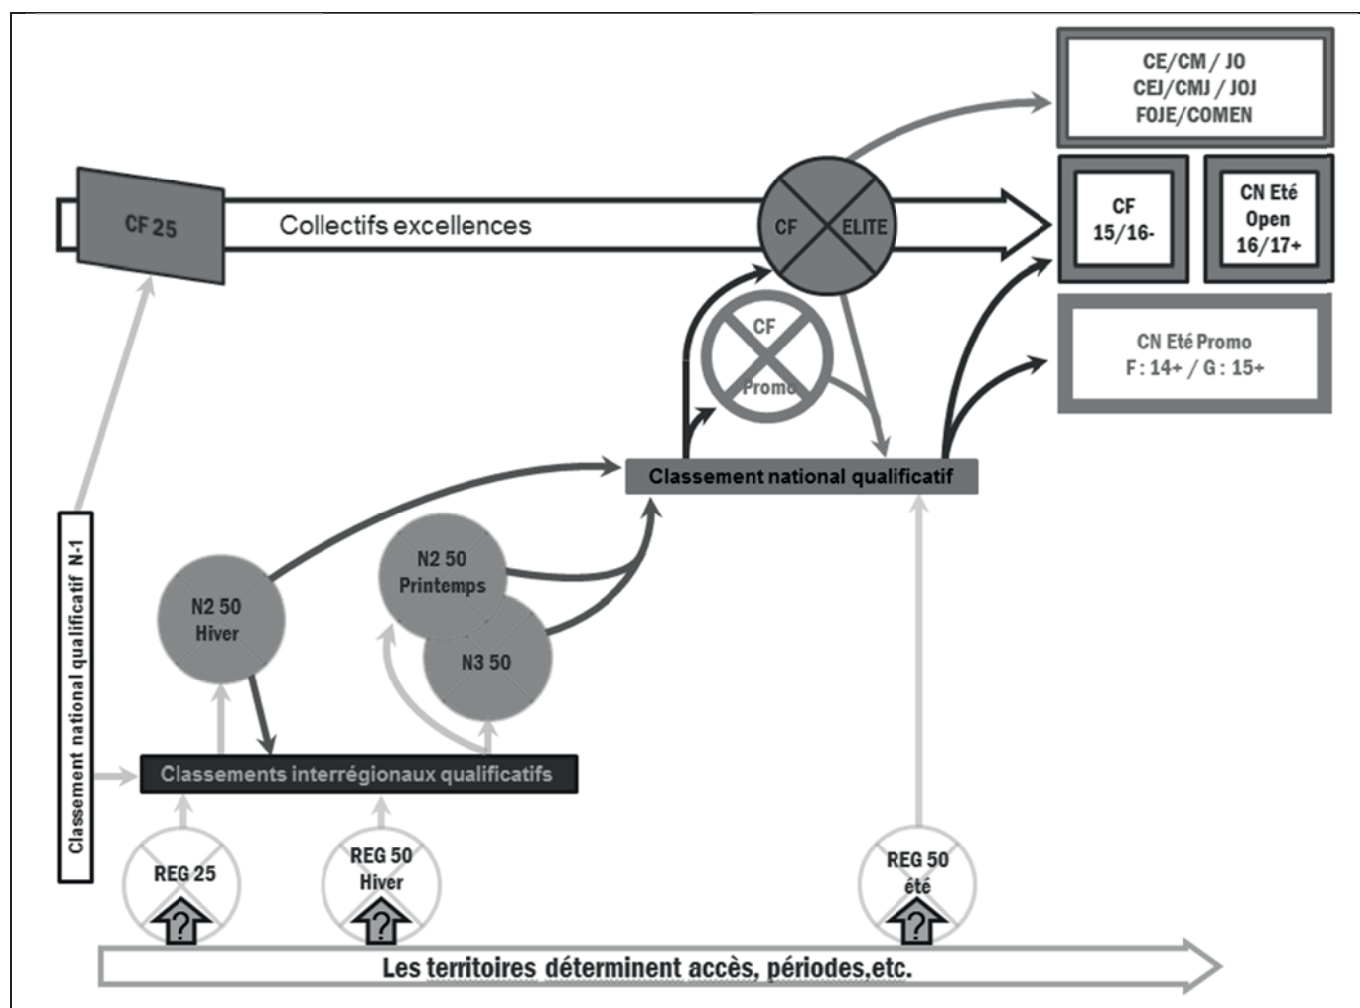 CE/CM / JO
CEJ/CMJ / JOJ
FOJE/COMEN
CF 25
Collectifs excellences
CF
ELITE
CF
15/16-
CN Eté
Open
16/17+
CF
Promo
CN Eté Promo
F : 14+ / G : 15+
Classement national qualificatif
Classement national qualificatif N-1
N2 50
Hiver
N2 50
Printemps
N3 50
Classements interrégionaux qualificatifs
REG 25
?
REG 50
Hiver
?
REG 50
été
?
Les territoires déterminent accès, périodes,etc.